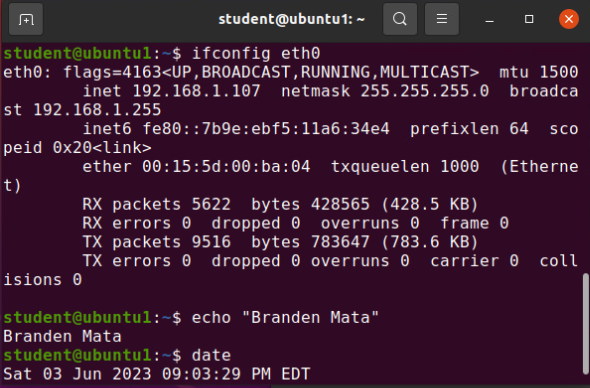 student@ubuntu1: ~
student@ubuntu1:~$ ifconfig eth0
eth0: flags=4163<UP,BROADCAST,RUNNING,MULTICAST>  mtu 1500
        inet 192.168.1.107  netmask 255.255.255.0  broadca
st 192.168.1.255
        inet6 fe80::7b9e:ebf5:11a6:34e4  prefixlen 64  sco
peid 0x20<link>
        ether 00:15:5d:00:ba:04  txqueuelen 1000  (Etherne
t)
        RX packets 5622  bytes 428565 (428.5 KB)
        RX errors 0  dropped 0  overruns 0  frame 0
        TX packets 9516  bytes 783647 (783.6 KB)
        TX errors 0  dropped 0 overruns 0  carrier 0  coll
isions 0
student@ubuntu1:~$ echo "Branden Mata"
Branden Mata
student@ubuntu1:~$ date
Sat 03 Jun 2023 09:03:29 PM EDT